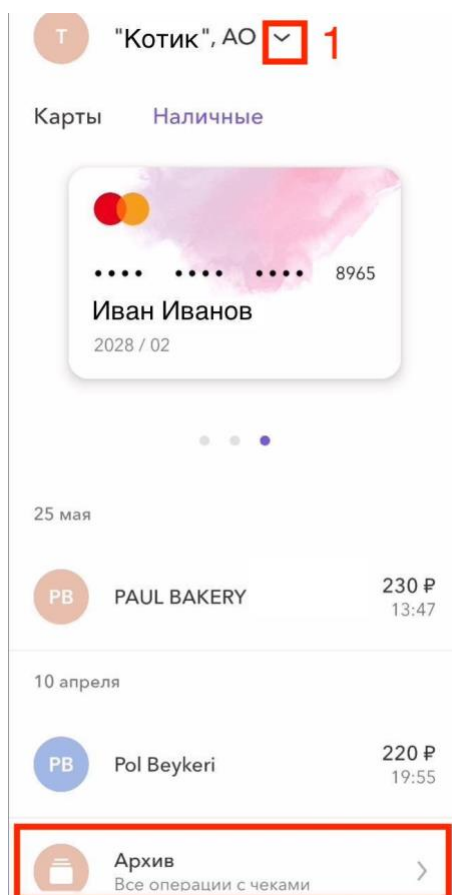 Т "Котик", АО 1
Карты Наличные
•••• •••• •••• 8965
Иван Иванов
2028 / 02
25 мая
PB PAUL BAKERY 230 ₽
13:47
10 апреля
PB Pol Beykeri 220 ₽
19:55
Архив
Все операции с чеками